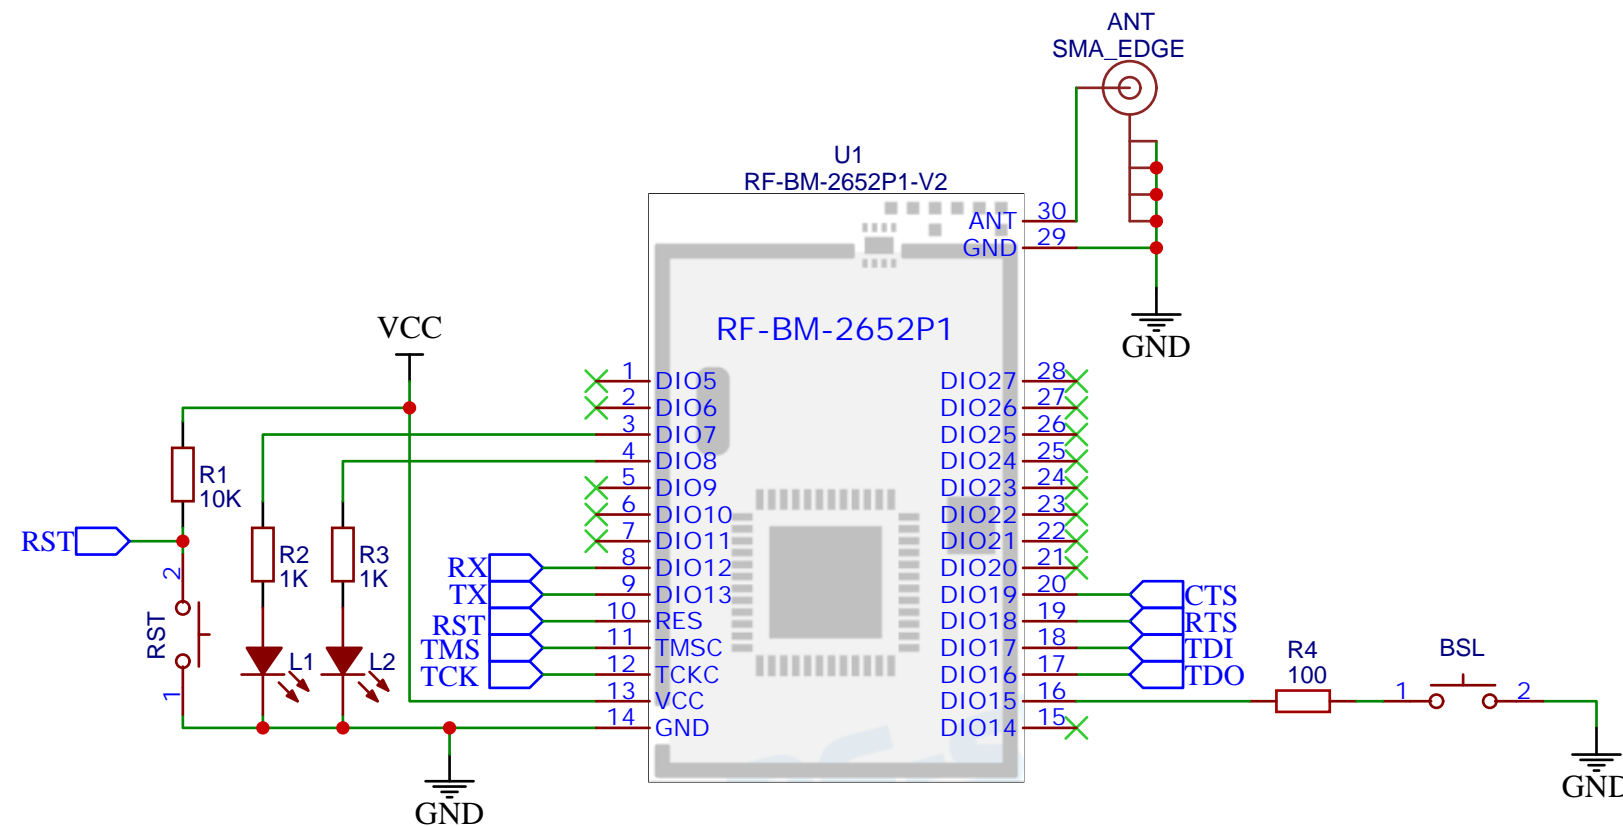 ANT
SMA_EDGE
U1
RF-BM-2652P1-V2
ANT 30
GND 29
GND
RF-BM-2652P1
VCC
1 DIO5 DIO27 28
2 DIO6 DIO26 27
3 DIO7 DIO25 26
4 DIO8 DIO24 25
5 DIO9 DIO23 24
6 DIO10 DIO22 23
7 DIO11 DIO21 22
RX 8 DIO12 DIO20 21
TX 9 DIO13 DIO19 20 CTS
RST 10 RES DIO18 19 RTS
TMS 11 TMSC DIO17 18 TDI
TCK 12 TCKC DIO16 17 TDO
13 VCC DIO15 16
14 GND DIO14 15
R1
10K
RST
2
RST
1
R2
1K
R3
1K
L1
L2
GND
R4
100
BSL
1
2
GND